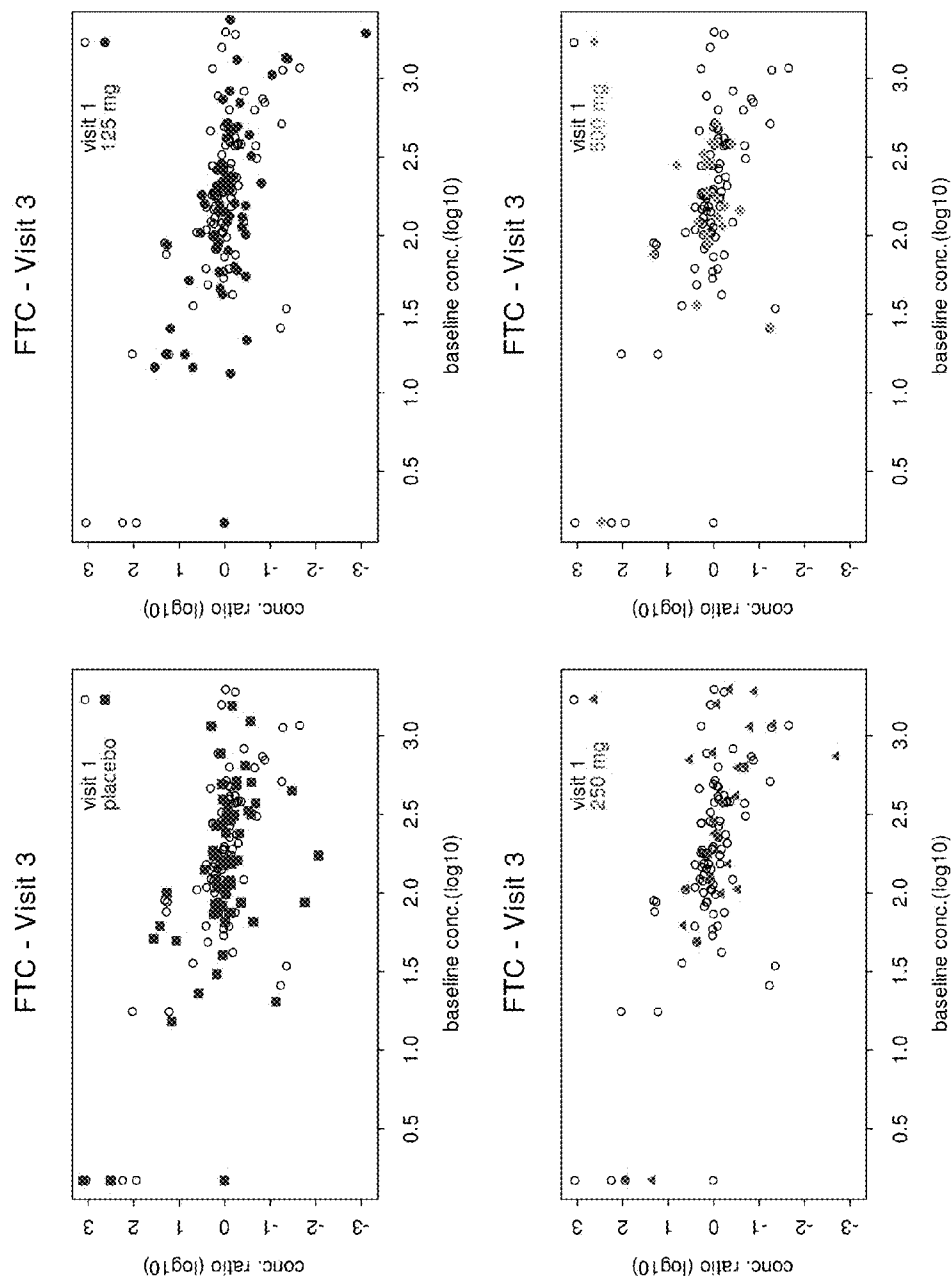 FTC - Visit 3
visit 1
placebo
conc. ratio (log10)
3
2
1
0
-1
-2
-3
0.5 1.0 1.5 2.0 2.5 3.0
baseline conc.(log10)
FTC - Visit 3
visit 1
125 mg
conc. ratio (log10)
3
2
1
0
-1
-2
-3
0.5 1.0 1.5 2.0 2.5 3.0
baseline conc.(log10)
FTC - Visit 3
visit 1
250 mg
conc. ratio (log10)
3
2
1
0
-1
-2
-3
0.5 1.0 1.5 2.0 2.5 3.0
baseline conc.(log10)
FTC - Visit 3
visit 1
500 mg
conc. ratio (log10)
3
2
1
0
-1
-2
-3
0.5 1.0 1.5 2.0 2.5 3.0
baseline conc.(log10)